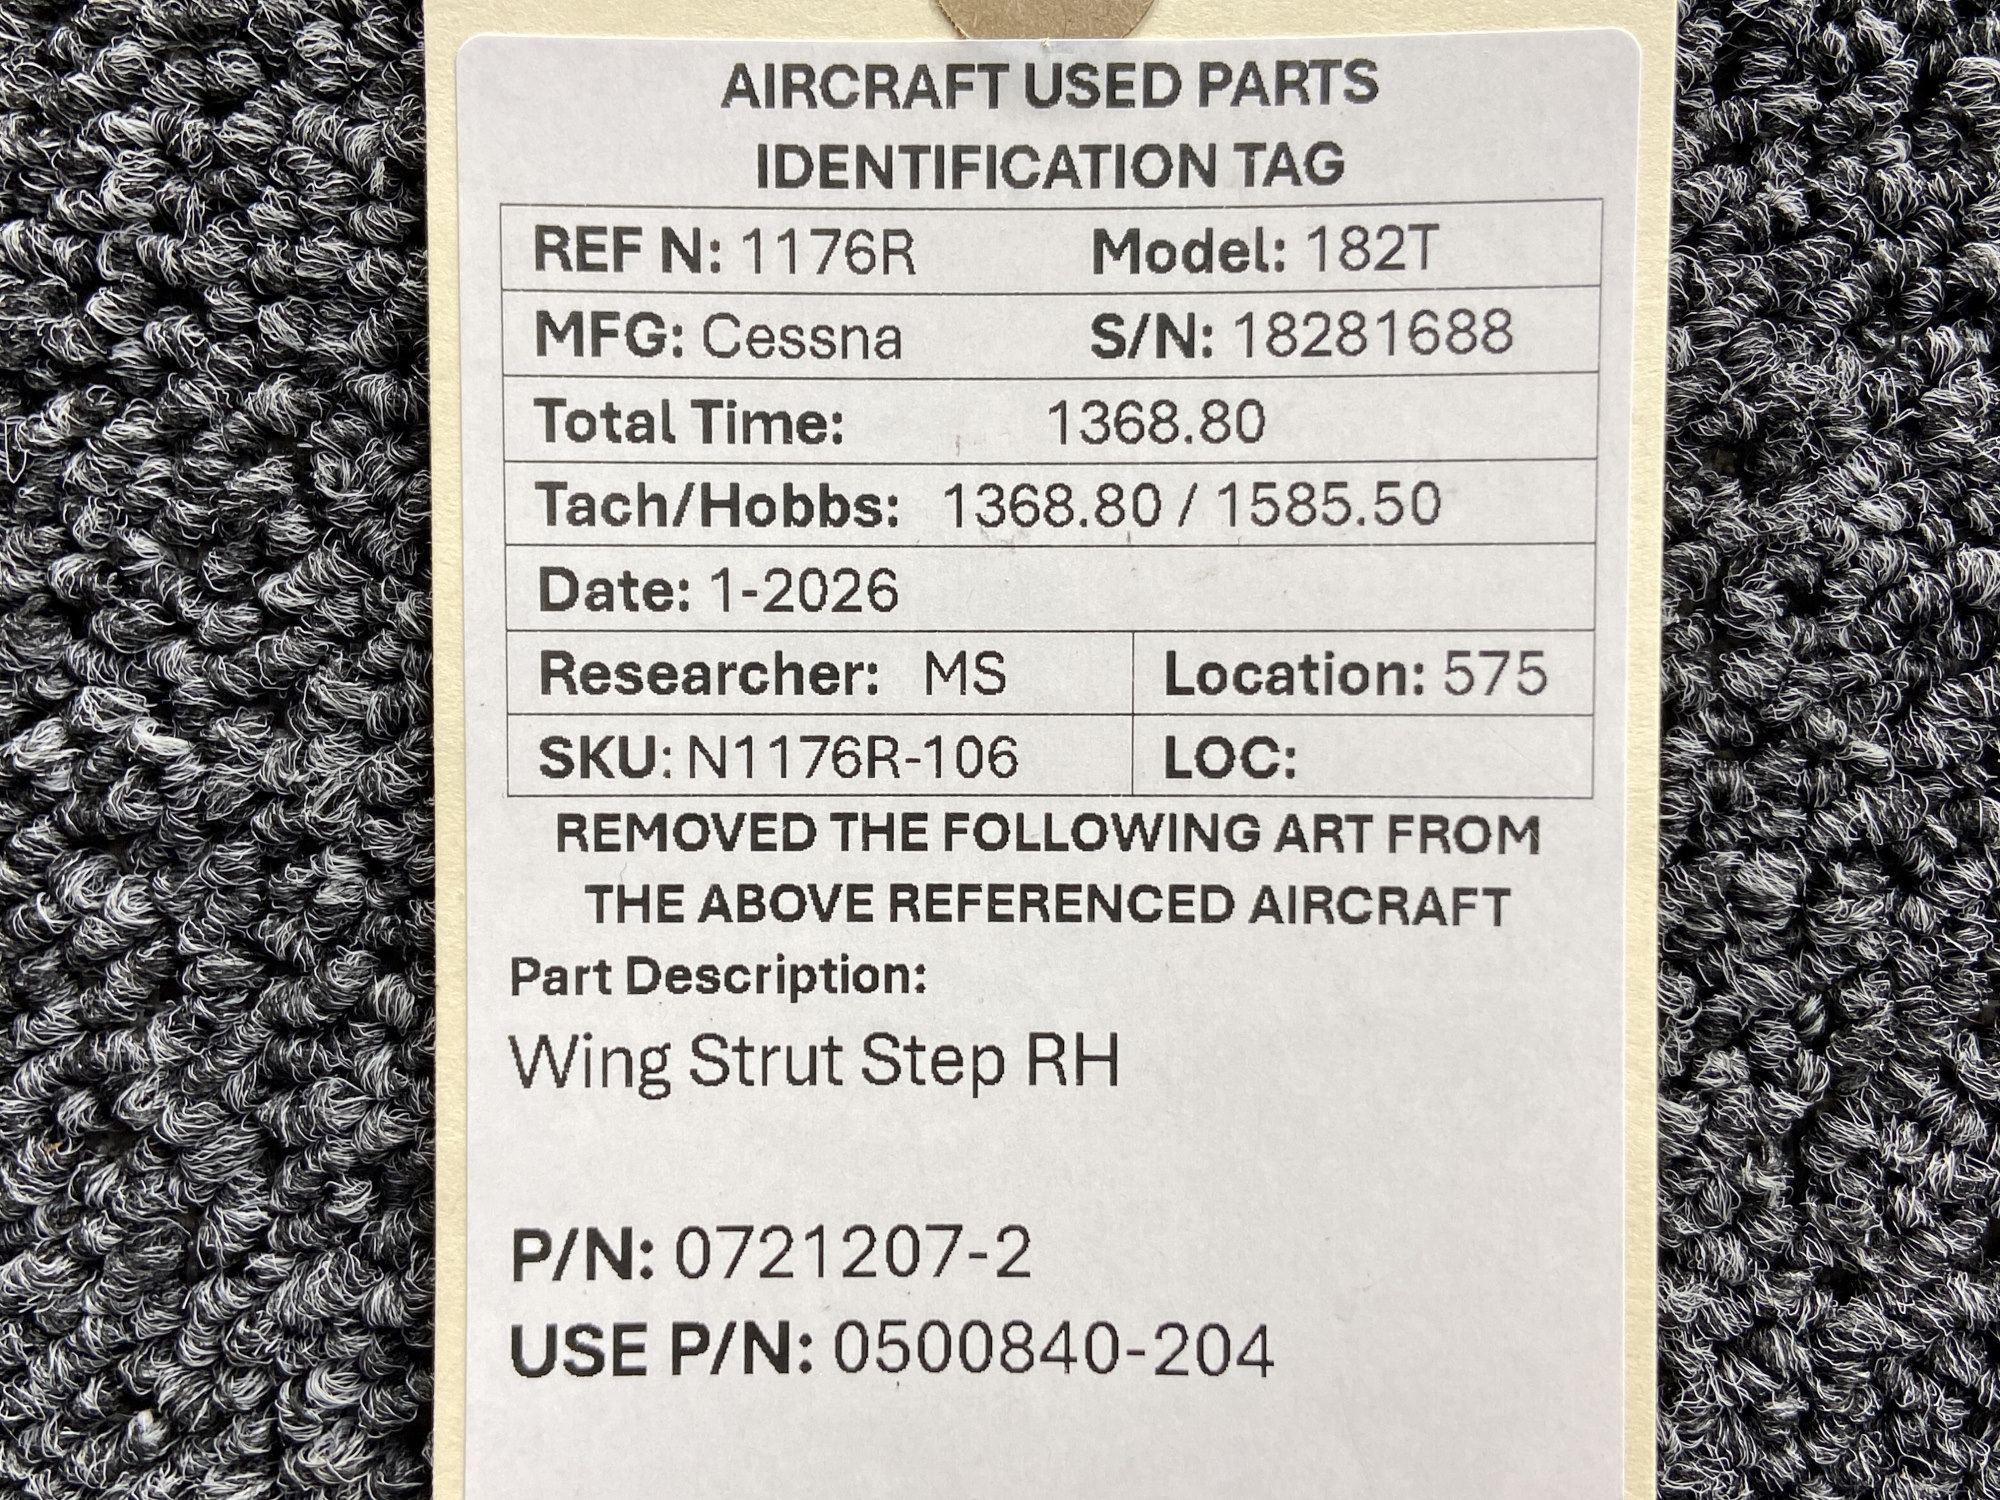 AIRCRAFT USED PARTS
IDENTIFICATION TAG
REF N: 1176R Model: 182T
MFG: Cessna S/N: 18281688
Total Time: 1368.80
Tach/Hobbs: 1368.80 / 1585.50
Date: 1-2026
Researcher: MS Location: 575
SKU: N1176R-106 LOC:
REMOVED THE FOLLOWING ART FROM
THE ABOVE REFERENCED AIRCRAFT
Part Description:
Wing Strut Step RH
P/N: 0721207-2
USE P/N: 0500840-204